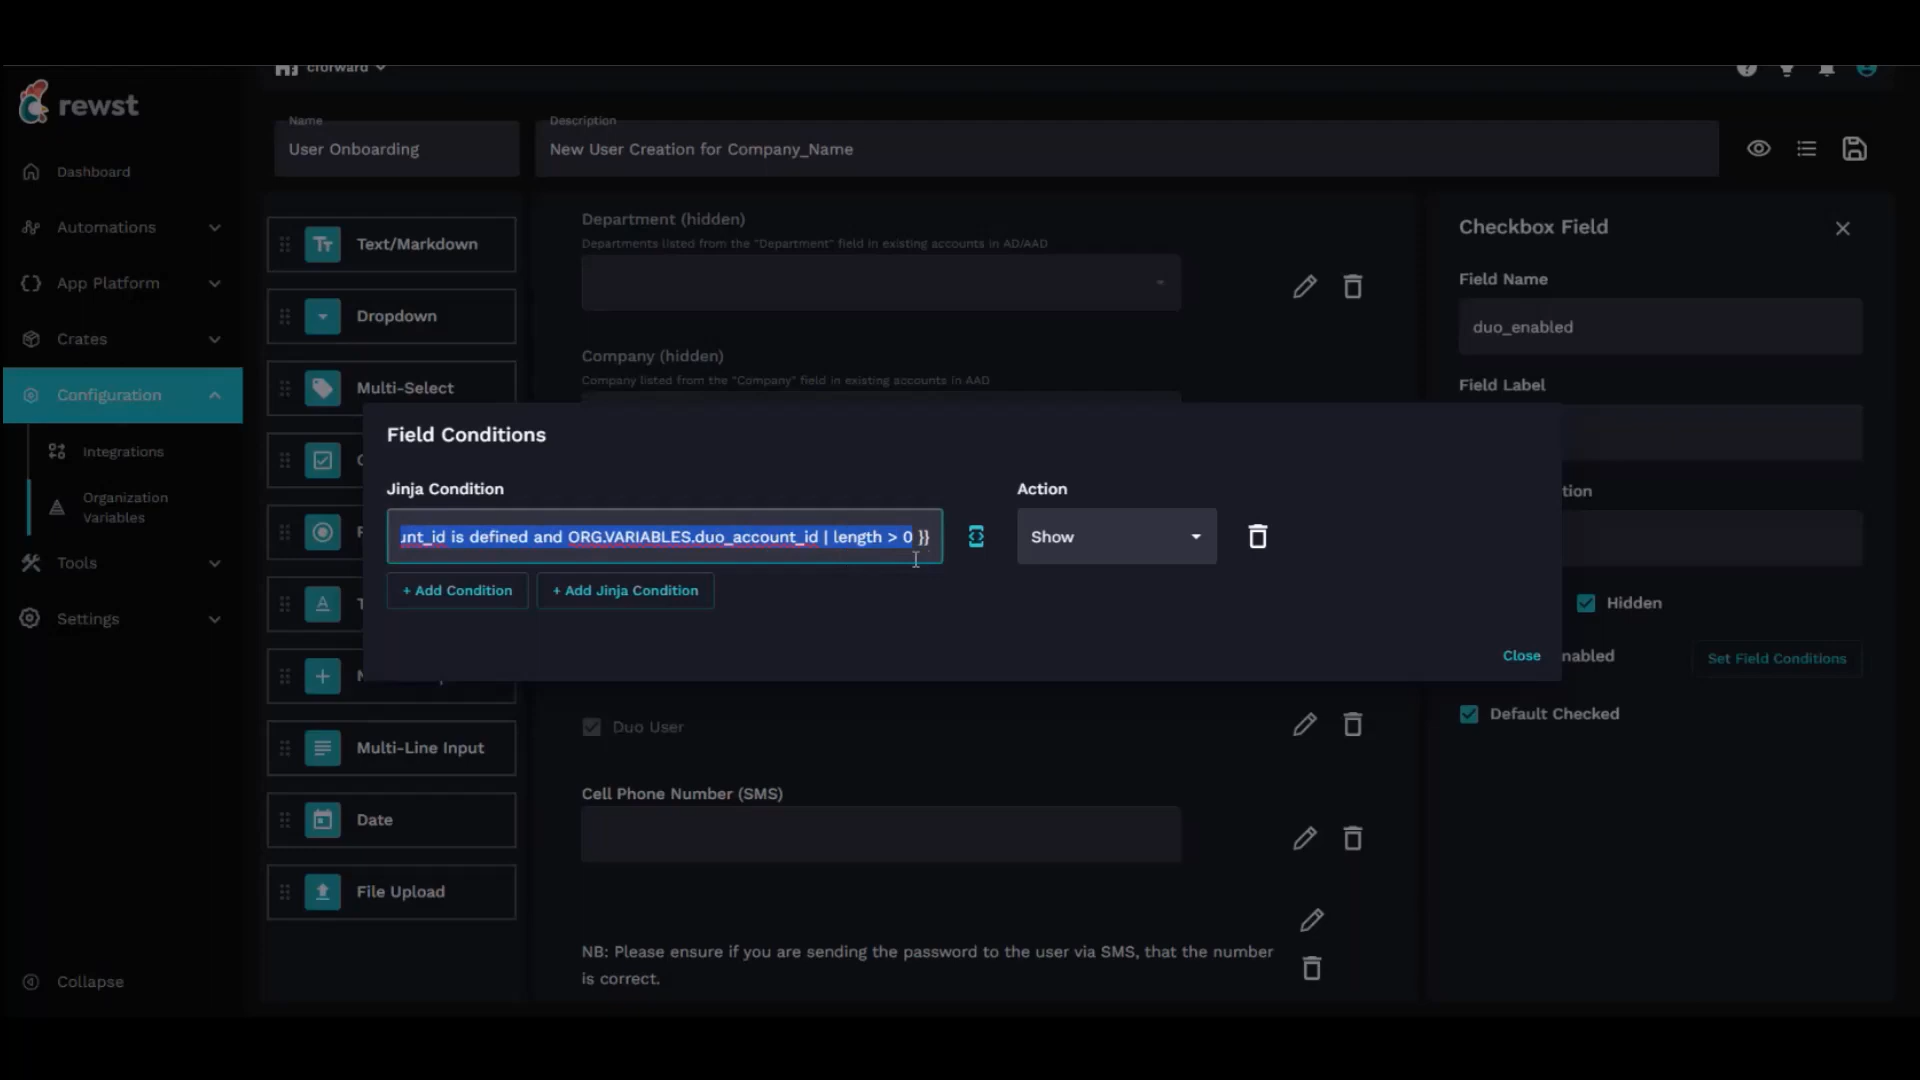 cforward
rewst
Name
User Onboarding
Description
New User Creation for Company_Name
Dashboard
Automations
App Platform
Crates
Configuration
Integrations
Organization
Variables
Tools
Settings
Collapse
Text/Markdown
Dropdown
Multi-Select
Multi-Line Input
Date
File Upload
Department (hidden)
Departments listed from the "Department" field in existing accounts in AD/AAD
Company (hidden)
Company listed from the "Company" field in existing accounts in AAD
Field Conditions
Jinja Condition
unt_id is defined and ORG.VARIABLES.duo_account_id | length > 0 }}
Action
Show
+ Add Condition
+ Add Jinja Condition
Close
Duo User
Cell Phone Number (SMS)
NB: Please ensure if you are sending the password to the user via SMS, that the number
is correct.
Checkbox Field
Field Name
duo_enabled
Field Label
tion
Hidden
nabled
Set Field Conditions
Default Checked